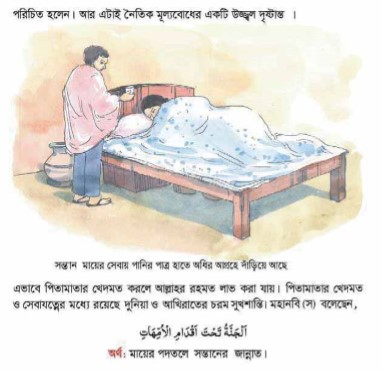 পরিচিত হলেন। আর এটাই নৈতিক মূল্যবোধের একটি উজ্জ্বল দৃষ্টান্ত ।
সন্তান মায়ের সেবায় পানির পাত্র হাতে অধির আগ্রহে দাঁড়িয়ে আছে
এভাবে পিতামাতার খেদমত করলে আল্লাহর রহমত লাভ করা যায়। পিতামাতার খেদমত
ও সেবাযত্নের মধ্যে রয়েছে দুনিয়া ও আখিরাতের চরম সুখশান্তি। মহানবি (স) বলেছেন,
اَلْجَنَّةُ تَحْتَ اَقْدَامِ الْاُمَّهَاتِ
অর্থ: মায়ের পদতলে সন্তানের জান্নাত।